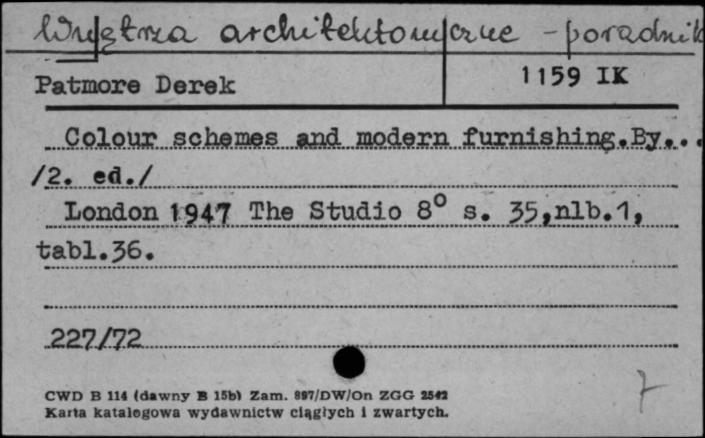 Wnętrza architektoniczne - poradnik
Patmore Derek
1159 IK
Colour schemes and modern furnishing.By...
/2. ed./
London 1947 The Studio 8° s. 35,nlb.1,
tabl.36.
227/72
7
CWD B 114 (dawny B 15b) Zam. 897/DW/On ZGG 2542
Karta katalogowa wydawnictw ciągłych i zwartych.